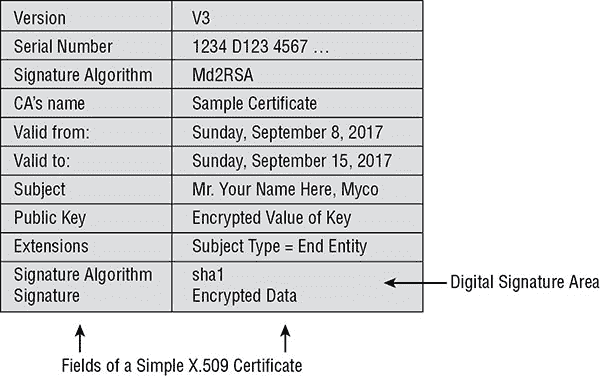 Version V3
Serial Number 1234 D123 4567 …
Signature Algorithm Md2RSA
CA's name Sample Certificate
Valid from: Sunday, September 8, 2017
Valid to: Sunday, September 15, 2017
Subject Mr. Your Name Here, Myco
Public Key Encrypted Value of Key
Extensions Subject Type = End Entity
Signature Algorithm sha1
Signature Encrypted Data
Digital Signature Area
Fields of a Simple X.509 Certificate